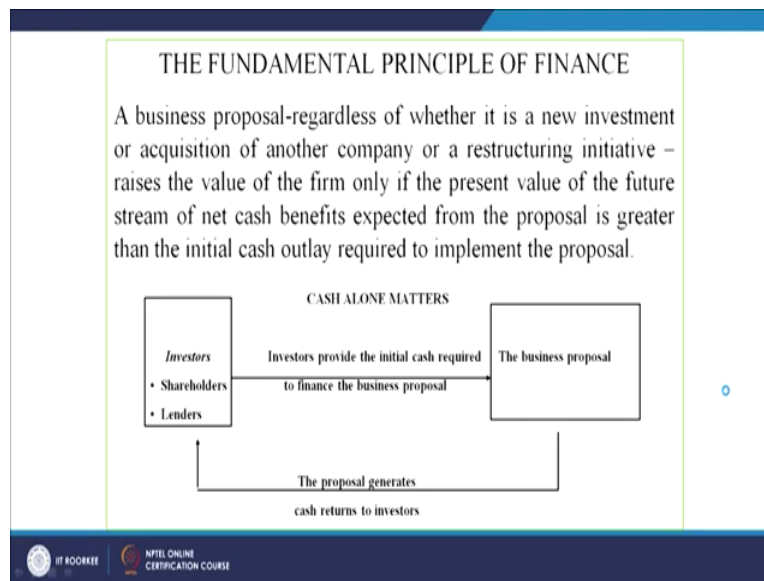 THE FUNDAMENTAL PRINCIPLE OF FINANCE
A business proposal-regardless of whether it is a new investment
or acquisition of another company or a restructuring initiative –
raises the value of the firm only if the present value of the future
stream of net cash benefits expected from the proposal is greater
than the initial cash outlay required to implement the proposal.
CASH ALONE MATTERS
Investors
• Shareholders
• Lenders
Investors provide the initial cash required
to finance the business proposal
The business proposal
The proposal generates
cash returns to investors
IIT ROORKEE
NPTEL ONLINE
CERTIFICATION COURSE